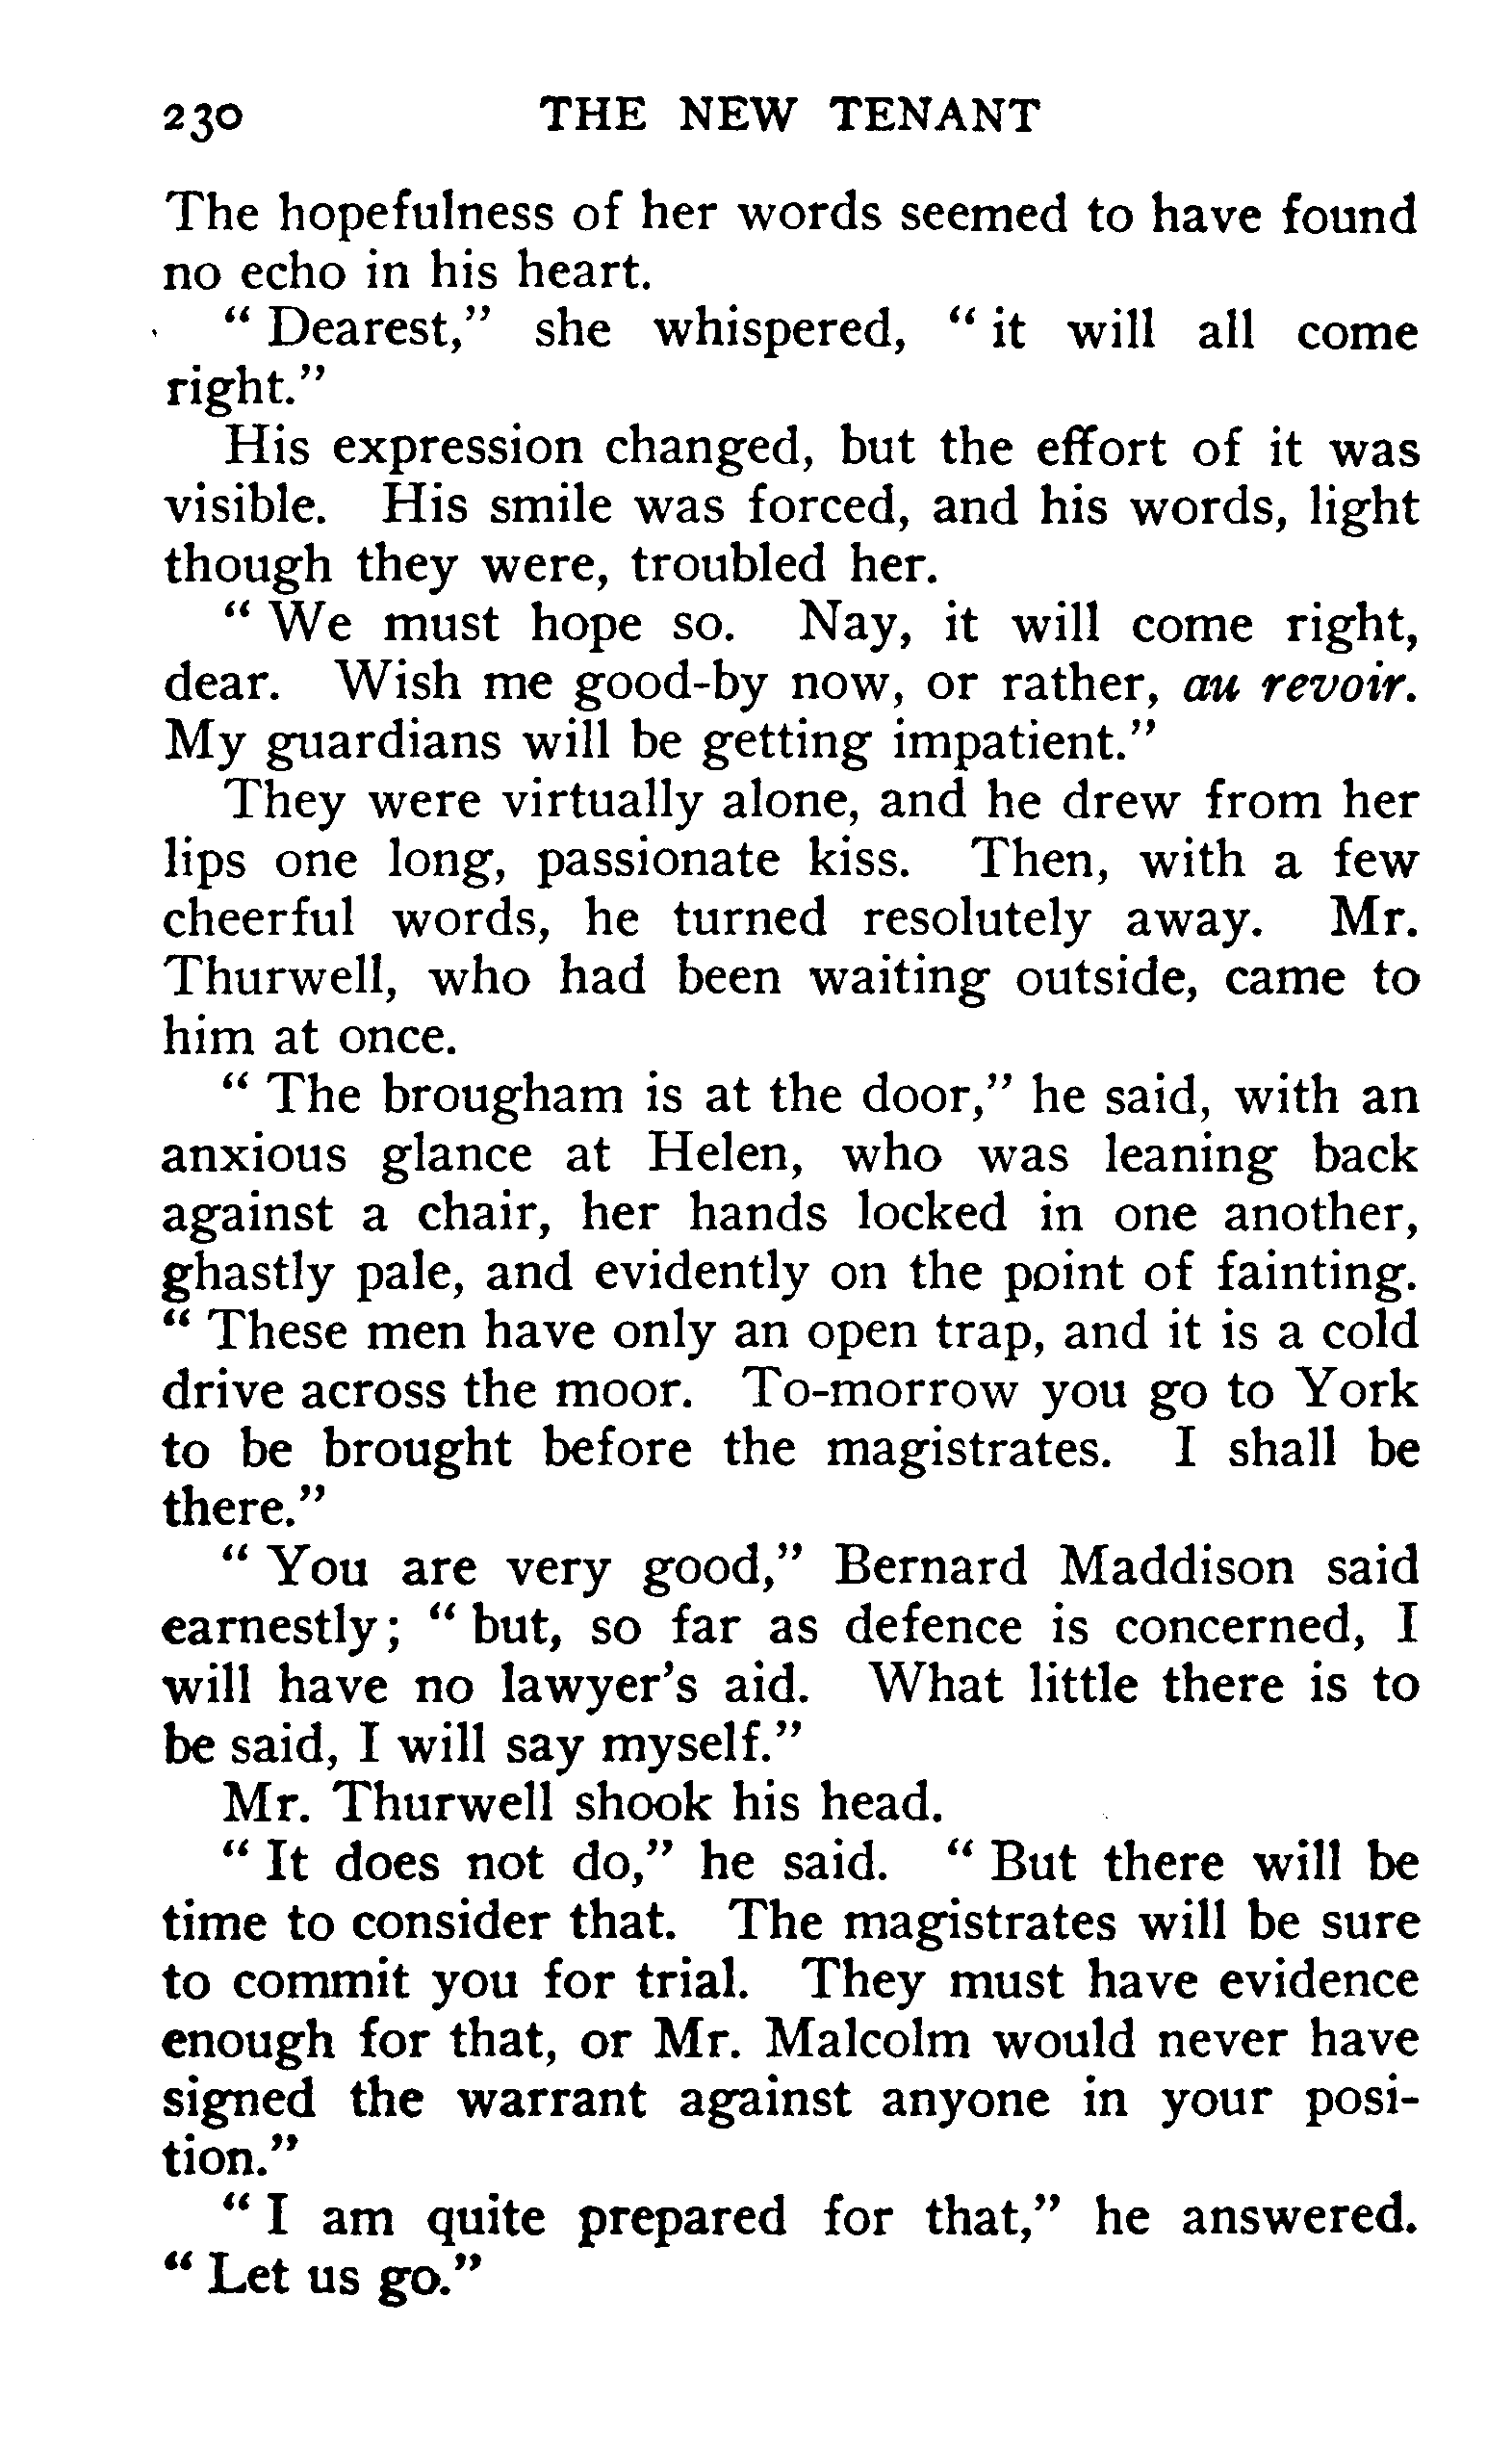 230 THE NEW TENANT
The hopefulness of her words seemed to have found
no echo in his heart.
" Dearest," she whispered, " it will all come
right."
His expression changed, but the effort of it was
visible. His smile was forced, and his words, light
though they were, troubled her.
" We must hope so. Nay, it will come right,
dear. Wish me good-by now, or rather, au revoir.
My guardians will be getting impatient."
They were virtually alone, and he drew from her
lips one long, passionate kiss. Then, with a few
cheerful words, he turned resolutely away. Mr.
Thurwell, who had been waiting outside, came to
him at once.
" The brougham is at the door," he said, with an
anxious glance at Helen, who was leaning back
against a chair, her hands locked in one another,
ghastly pale, and evidently on the point of fainting.
" These men have only an open trap, and it is a cold
drive across the moor. To-morrow you go to York
to be brought before the magistrates. I shall be
there."
" You are very good," Bernard Maddison said
earnestly; " but, so far as defence is concerned, I
will have no lawyer's aid. What little there is to
be said, I will say myself."
Mr. Thurwell shook his head.
" It does not do," he said. " But there will be
time to consider that. The magistrates will be sure
to commit you for trial. They must have evidence
enough for that, or Mr. Malcolm would never have
signed the warrant against anyone in your posi-
tion."
" I am quite prepared for that," he answered.
" Let us go."